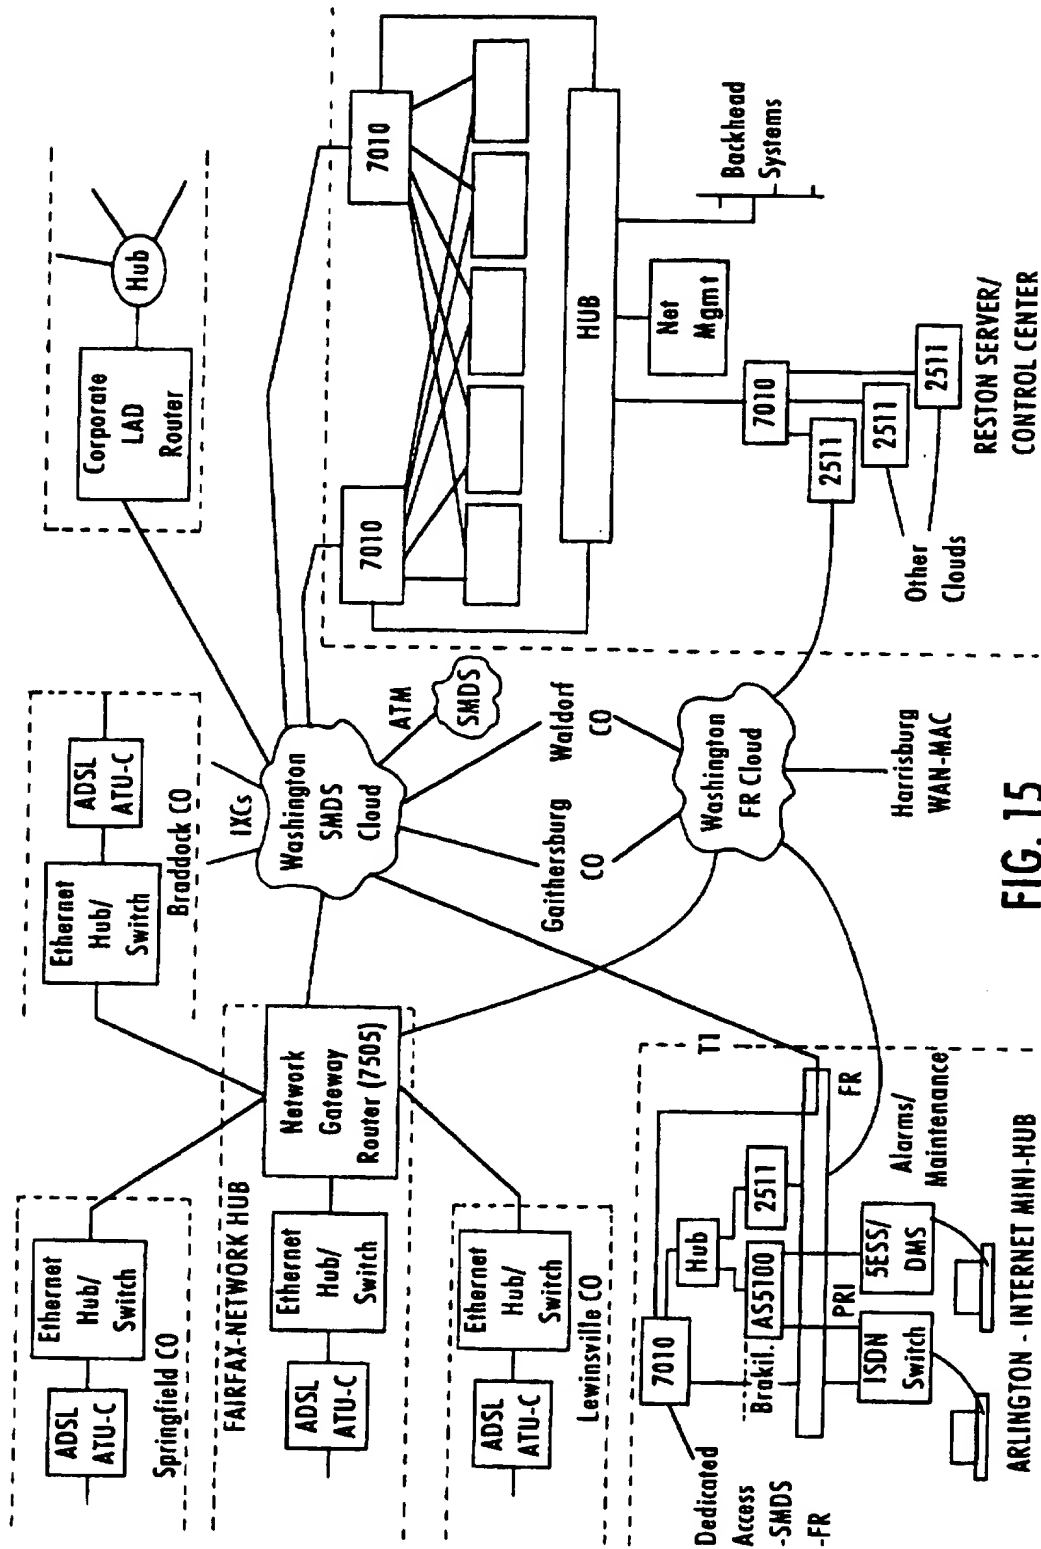 ADSL
ATU-C
Ethernet
Hub/
Switch
Springfield CO
Ethernet
Hub/
Switch
ADSL
ATU-C
Braddock CO
Corporate
LAD
Router
Hub
FAIRFAX-NETWORK HUB
ADSL
ATU-C
Ethernet
Hub/
Switch
Network
Gateway
Router (7505)
IXCs
Washington
SMDS
Cloud
ATM
SMDS
ADSL
ATU-C
Ethernet
Hub/
Switch
Lewinsville CO
Gaithersburg
CO
Waldorf
CO
7010
7010
HUB
Net
Mgmt
Backhead
Systems
7010
2511
2511
2511
Other
Clouds
RESTON SERVER/
CONTROL CENTER
Washington
FR Cloud
Harrisburg
WAN-MAC
Dedicated
Access
-SMDS
-FR
7010
Hub
Brakil.
AS5100
2511
T1
FR
PRI
ISDN
Switch
5ESS/
DMS
Alarms/
Maintenance
ARLINGTON - INTERNET MINI-HUB
FIG. 15